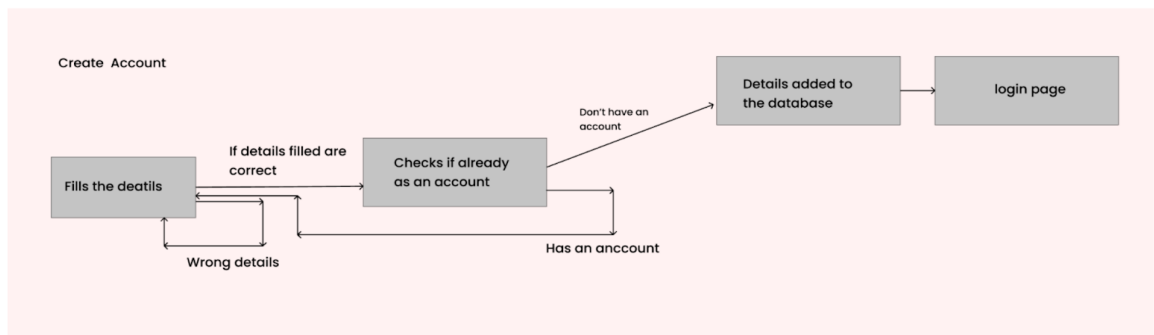 Create Account
Fills the deatils
If details filled are
correct
Wrong details
Checks if already
as an account
Has an anccount
Don't have an
account
Details added to
the database
login page